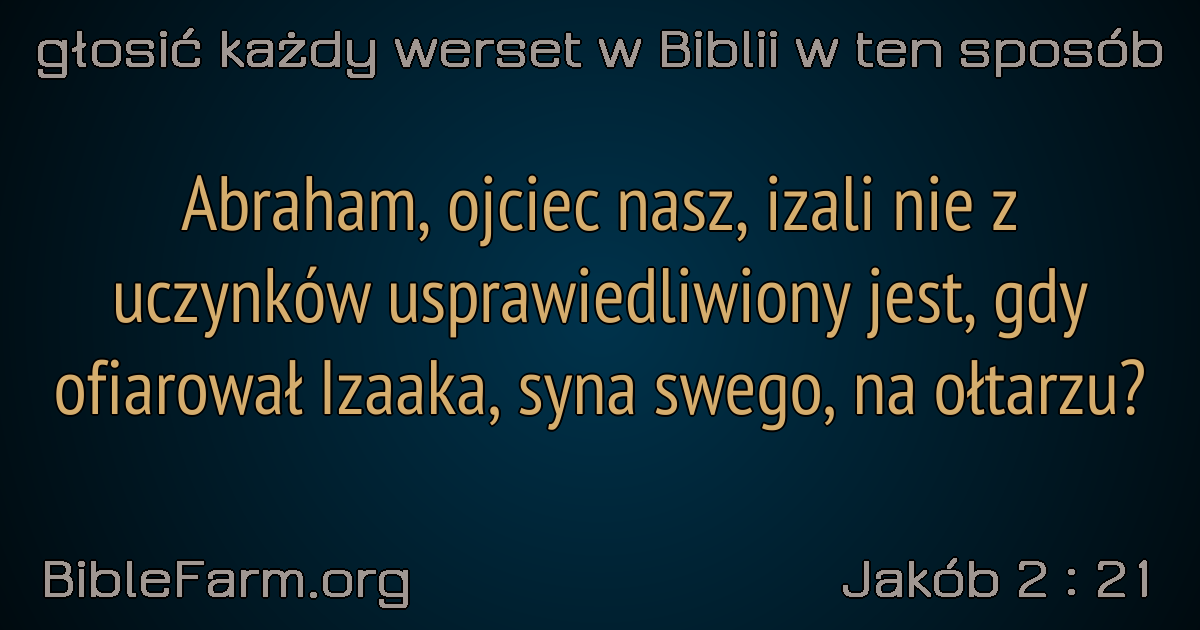 głosić każdy werset w Biblii w ten sposób
Abraham, ojciec nasz, izali nie z
uczynków usprawiedliwiony jest, gdy
ofiarował Izaaka, syna swego, na ołtarzu?
BibleFarm.org
Jakób 2 : 21